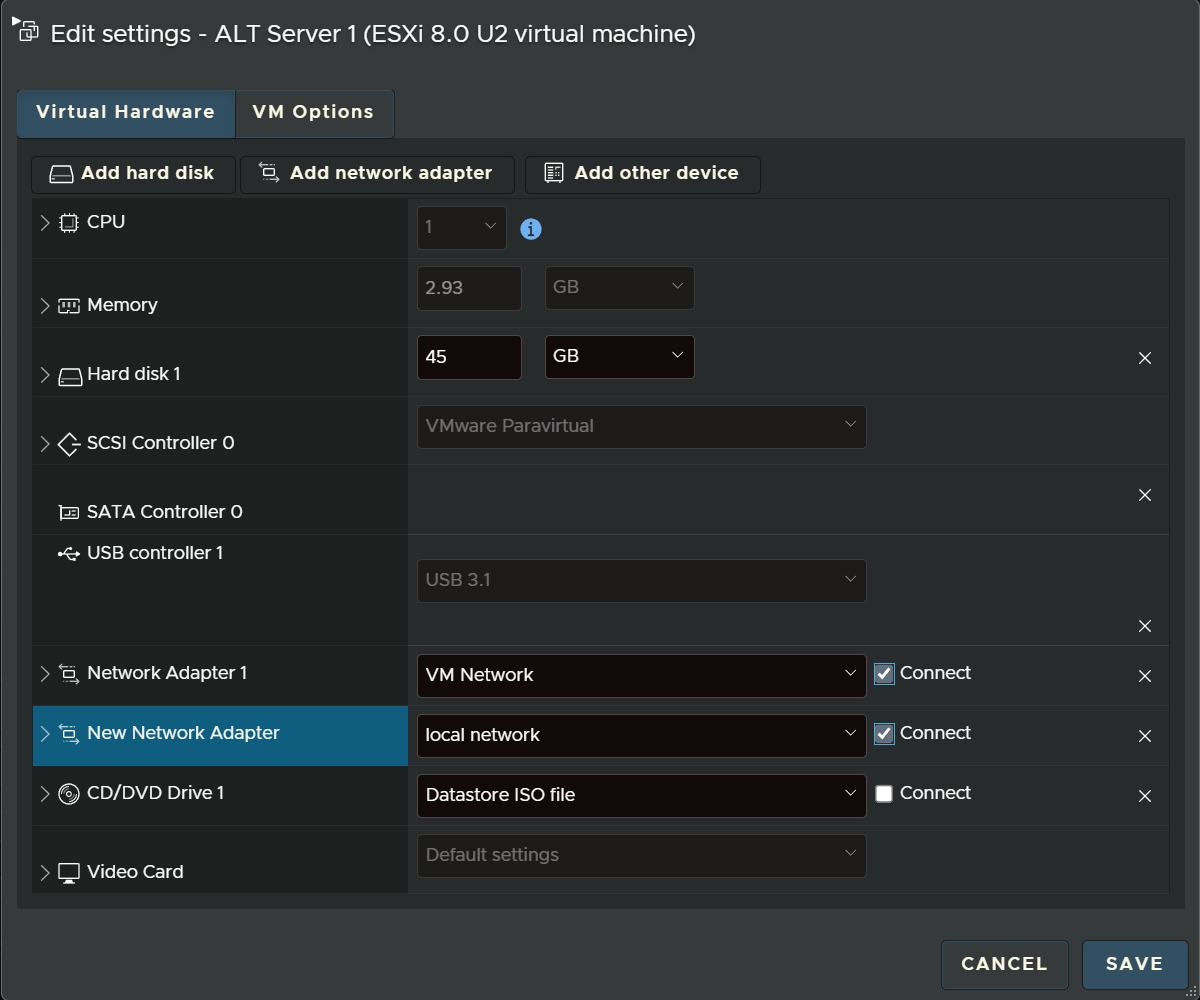 Edit settings - ALT Server 1 (ESXi 8.0 U2 virtual machine)
Virtual Hardware VM Options
Add hard disk Add network adapter Add other device
CPU 1
Memory 2.93 GB
Hard disk 1 45 GB
SCSI Controller 0 VMware Paravirtual
SATA Controller 0
USB controller 1 USB 3.1
Network Adapter 1 VM Network Connect
New Network Adapter local network Connect
CD/DVD Drive 1 Datastore ISO file Connect
Video Card Default settings
CANCEL SAVE